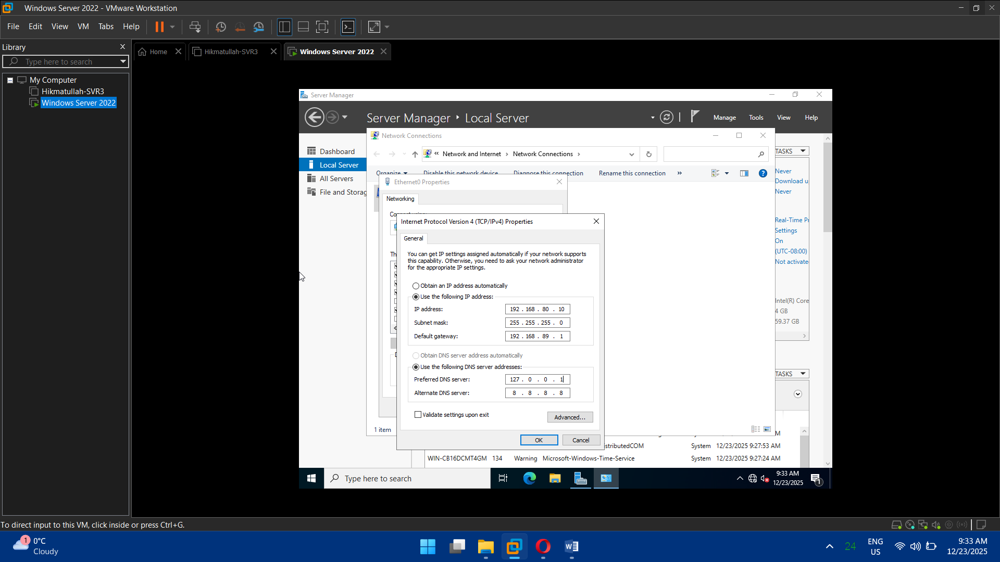 Windows Server 2022 - VMware Workstation
File Edit View VM Tabs Help
Library
Type here to search
My Computer
Hikmatullah-SVR3
Windows Server 2022
Home
Hikmatullah-SVR3
Windows Server 2022
Server Manager
Server Manager Local Server
Manage Tools View Help
Dashboard
Local Server
All Servers
File and Storag
Network Connections
« Network and Internet › Network Connections ›
Organize Disable this network device Diagnose this connection Rename this connection »
TASKS
Never
Download u
Never
Real-Time Pr
Settings
On
(UTC-08:00)
Not activate
Intel(R) Core
4 GB
59.37 GB
TASKS
Ethernet0 Properties
Networking
Internet Protocol Version 4 (TCP/IPv4) Properties
General
You can get IP settings assigned automatically if your network supports
this capability. Otherwise, you need to ask your network administrator
for the appropriate IP settings.
Obtain an IP address automatically
Use the following IP address:
IP address: 192 . 168 . 80 . 10
Subnet mask: 255 . 255 . 255 . 0
Default gateway: 192 . 168 . 89 . 1
Obtain DNS server address automatically
Use the following DNS server addresses:
Preferred DNS server: 127 . 0 . 0 . 1
Alternate DNS server: 8 . 8 . 8 . 8
Validate settings upon exit
Advanced...
OK Cancel
1 item
istributedCOM System 12/23/2025 9:27:53 AM
WIN-CB16DCMT4GM 134 Warning Microsoft-Windows-Time-Service System 12/23/2025 9:27:24 AM
Type here to search
9:33 AM
12/23/2025
1
To direct input to this VM, click inside or press Ctrl+G.
1
0°C
Cloudy
24
ENG
US
9:33 AM
12/23/2025